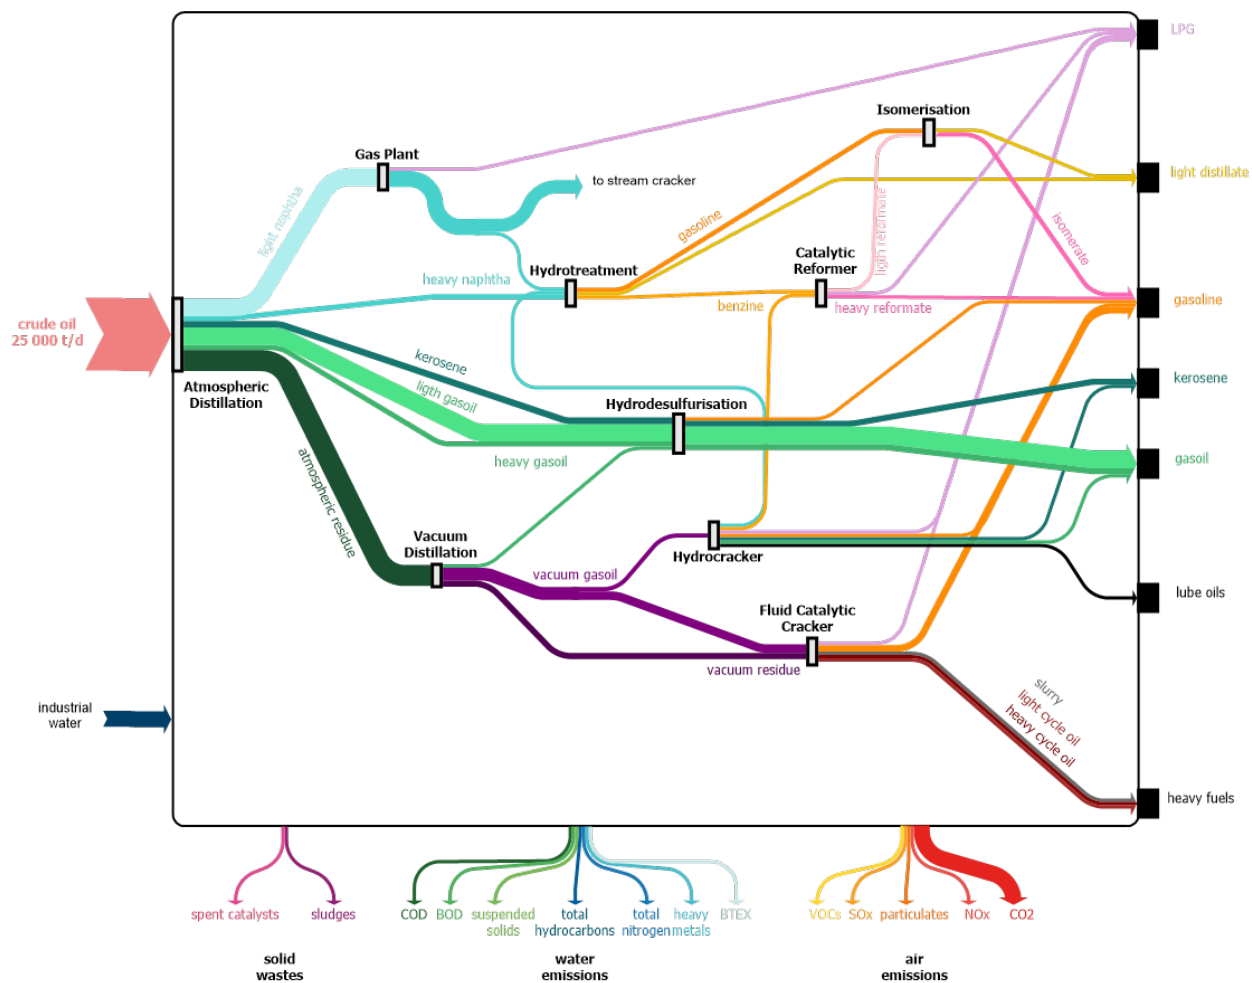 LPG
Isomerisation
Gas Plant
light distillate
to stream cracker
light naphtha
gasoline
ligth reformate
isomerate
Catalytic
Reformer
Hydrotreatment
heavy naphtha
benzine
heavy reformate
gasoline
crude oil
25 000 t/d
kerosene
kerosene
Atmospheric
Distillation
ligth gasoil
Hydrodesulfurisation
heavy gasoil
gasoil
atmospheric residue
Vacuum
Distillation
Hydrocracker
vacuum gasoil
lube oils
Fluid Catalytic
Cracker
vacuum residue
slurry
light cycle oil
heavy cycle oil
industrial
water
heavy fuels
spent catalysts
sludges
COD
BOD
suspended
solids
total
hydrocarbons
total
nitrogen
heavy
metals
BTEX
VOCs
SOx
particulates
NOx
CO2
solid
wastes
water
emissions
air
emissions